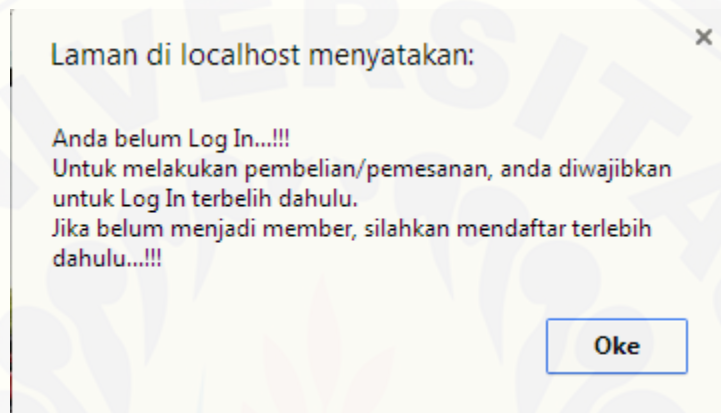 Laman di localhost menyatakan:
Anda belum Log In...!!!
Untuk melakukan pembelian/pemesanan, anda diwajibkan
untuk Log In terbelih dahulu.
Jika belum menjadi member, silahkan mendaftar terlebih
dahulu...!!!
Oke